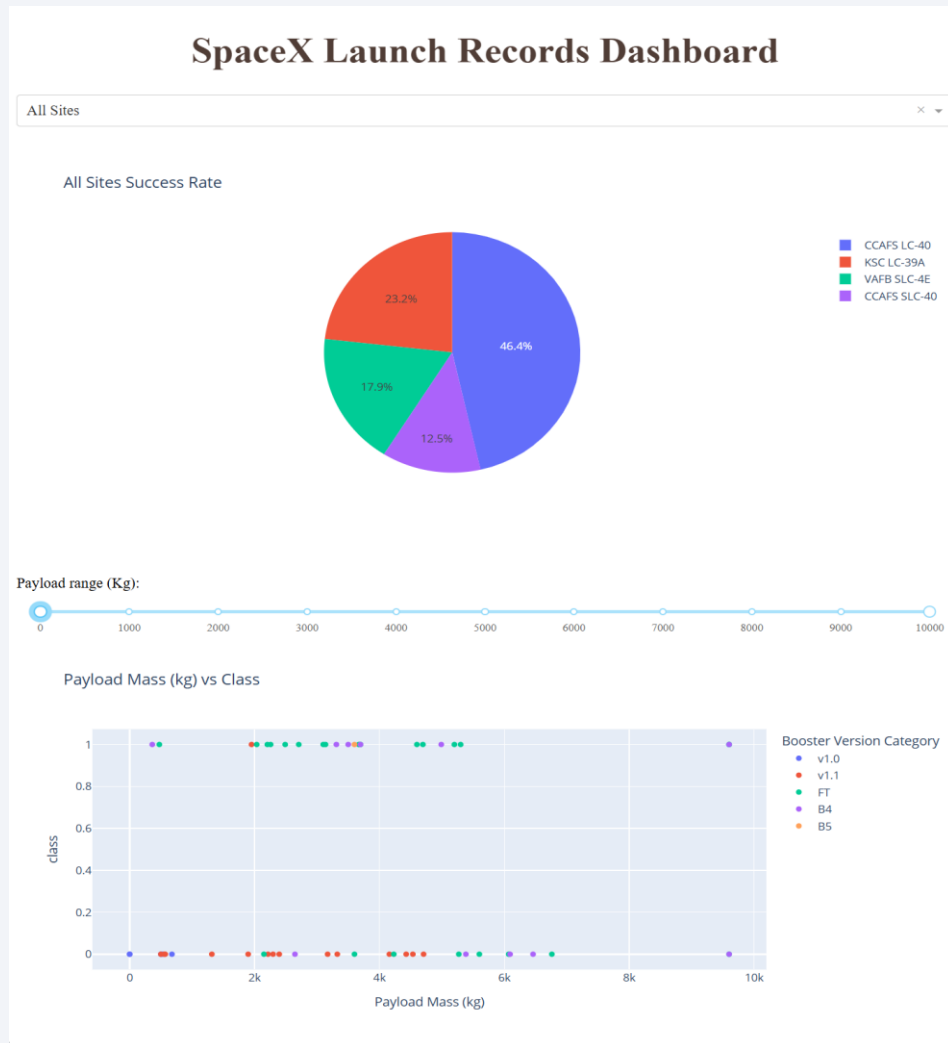 SpaceX Launch Records Dashboard
All Sites
×
All Sites Success Rate
CCAFS LC-40
KSC LC-39A
VAFB SLC-4E
CCAFS SLC-40
23.2%
46.4%
17.9%
12.5%
Payload range (Kg):
0 1000 2000 3000 4000 5000 6000 7000 8000 9000 10000
Payload Mass (kg) vs Class
Booster Version Category
v1.0
v1.1
FT
B4
B5
class
1
0.8
0.6
0.4
0.2
0
0 2k 4k 6k 8k 10k
Payload Mass (kg)